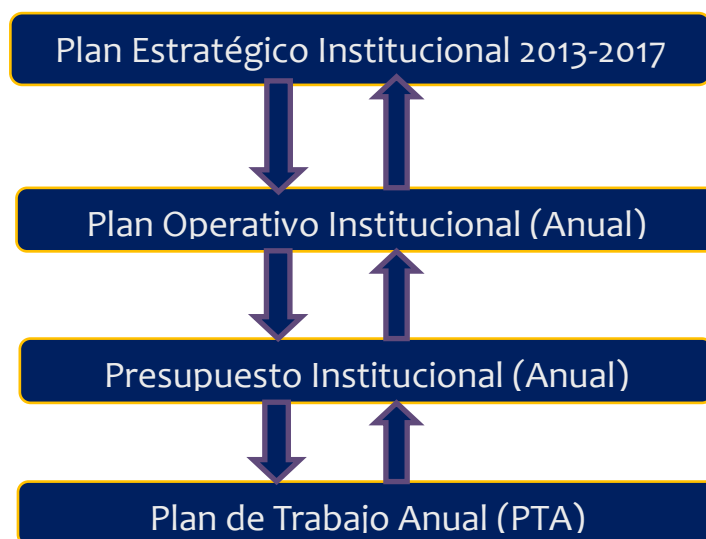 Plan Estratégico Institucional 2013-2017
Plan Operativo Institucional (Anual)
Presupuesto Institucional (Anual)
Plan de Trabajo Anual (PTA)